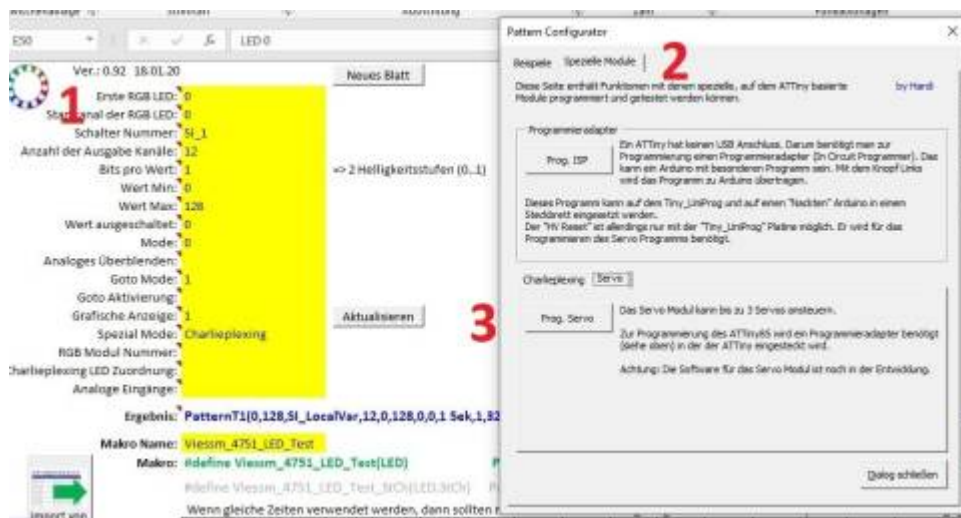 E50
LED 0
Ver.: 0.92 18.01.20
Neues Blatt
1
Erste RGB LED: 0
Startkanal der RGB LED: 0
Schalter Nummer: SI_1
Anzahl der Ausgabe Kanäle: 12
Bits pro Wert: 1
=> 2 Helligkeitsstufen (0..1)
Wert Min: 0
Wert Max: 128
Wert ausgeschaltet: 0
Mode: 0
Analoges Überblenden:
Goto Mode: 1
Goto Aktivierung:
Grafische Anzeige: 1
Aktualisieren
Spezial Mode: Charlieplexing
RGB Modul Nummer:
Charlieplexing LED Zuordnung:
Analoge Eingänge:
Ergebnis: PatternT1(0,128,SI_LocalVar,12,0,128,0,0,1 Sek,1,32
Makro Name: Viessm_4751_LED_Test
Makro: #define Viessm_4751_LED_Test(LED)
#define Viessm_4751_LED_Test_StCh(LED,StCh)
Wenn gleiche Zeiten verwendet werden, dann sollten
Import von
Pattern Configurator
2
Beispiele
Spezielle Module
Diese Seite enthält Funktionen mit denen spezielle, auf dem ATTiny basierte
by Hardi
Module programmiert und getestet werden können.
Programmieradapter
Prog. ISP
Ein ATTiny hat keinen USB Anschluss. Darum benötigt man zur
Programmierung einen Programmieradapter (In Circuit Programmer). Das
kann ein Arduino mit besonderen Programm sein. Mit dem Knopf Links
wird das Programm zu Arduino übertragen.
Dieses Programm kann auf dem Tiny_UniProg und auf einen "Nackten" Arduino in einem
Steckbrett eingesetzt werden.
Der "HV Reset" ist allerdings nur mit der "Tiny_UniProg" Platine möglich. Er wird für das
Programmieren des Servo Programms benötigt.
Charlieplexing
Servo
3
Prog. Servo
Das Servo Modul kann bis zu 3 Servos ansteuern.
Zur Programmierung des ATTiny85 wird ein Programmieradapter benötigt
(siehe oben) in der der ATTiny eingesteckt wird.
Achtung: Die Software für das Servo Modul ist noch in der Entwicklung.
Dialog schließen